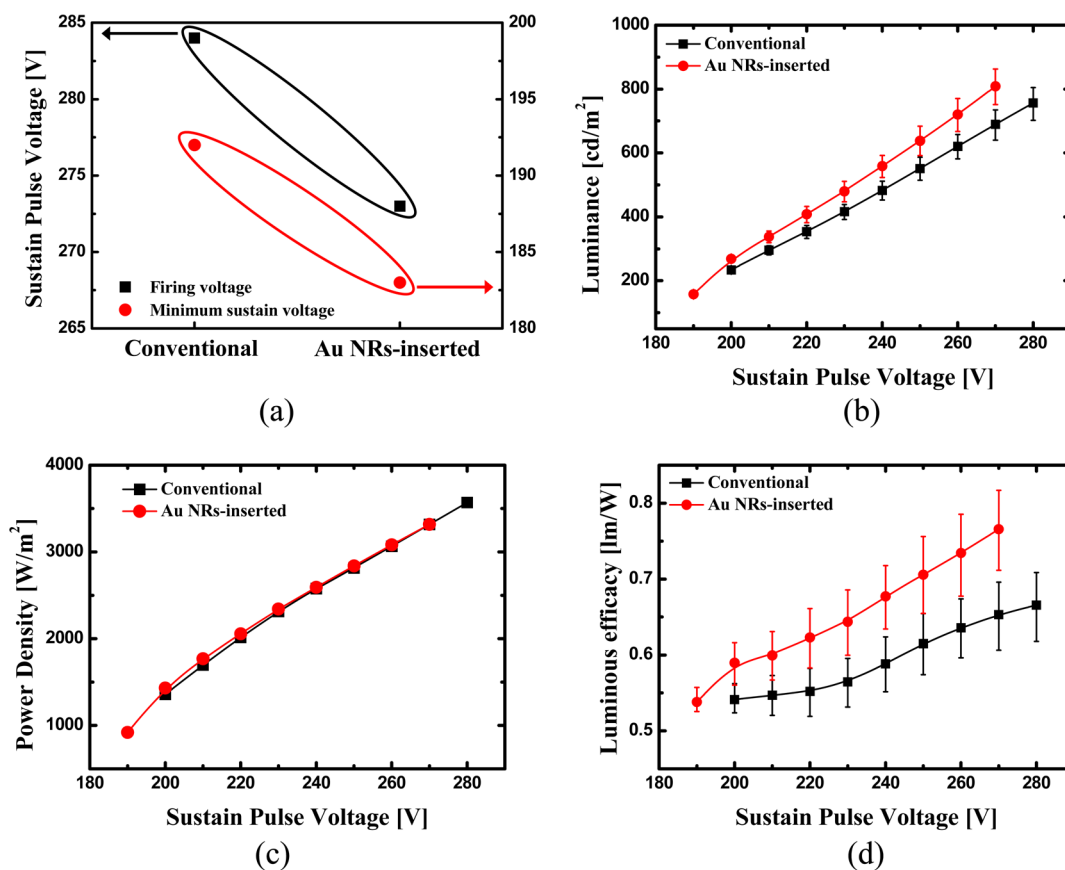 285
280
275
270
265
Sustain Pulse Voltage [V]
200
195
190
185
180
Firing voltage
Minimum sustain voltage
Conventional
Au NRs-inserted
(a)
1000
800
600
400
200
Luminance [cd/m²]
Conventional
Au NRs-inserted
180 200 220 240 260 280
Sustain Pulse Voltage [V]
(b)
4000
3000
2000
1000
Power Density [W/m²]
Conventional
Au NRs-inserted
180 200 220 240 260 280
Sustain Pulse Voltage [V]
(c)
0.8
0.7
0.6
0.5
Luminous efficacy [lm/W]
Conventional
Au NRs-inserted
180 200 220 240 260 280
Sustain Pulse Voltage [V]
(d)